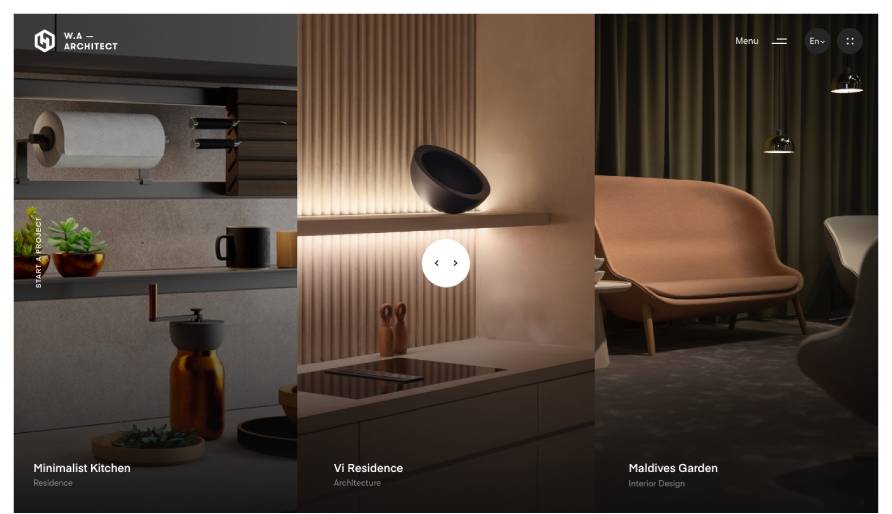 W.A —
ARCHITECT
Menu
En
START A PROJECT
Minimalist Kitchen
Residence
Vi Residence
Architecture
Maldives Garden
Interior Design